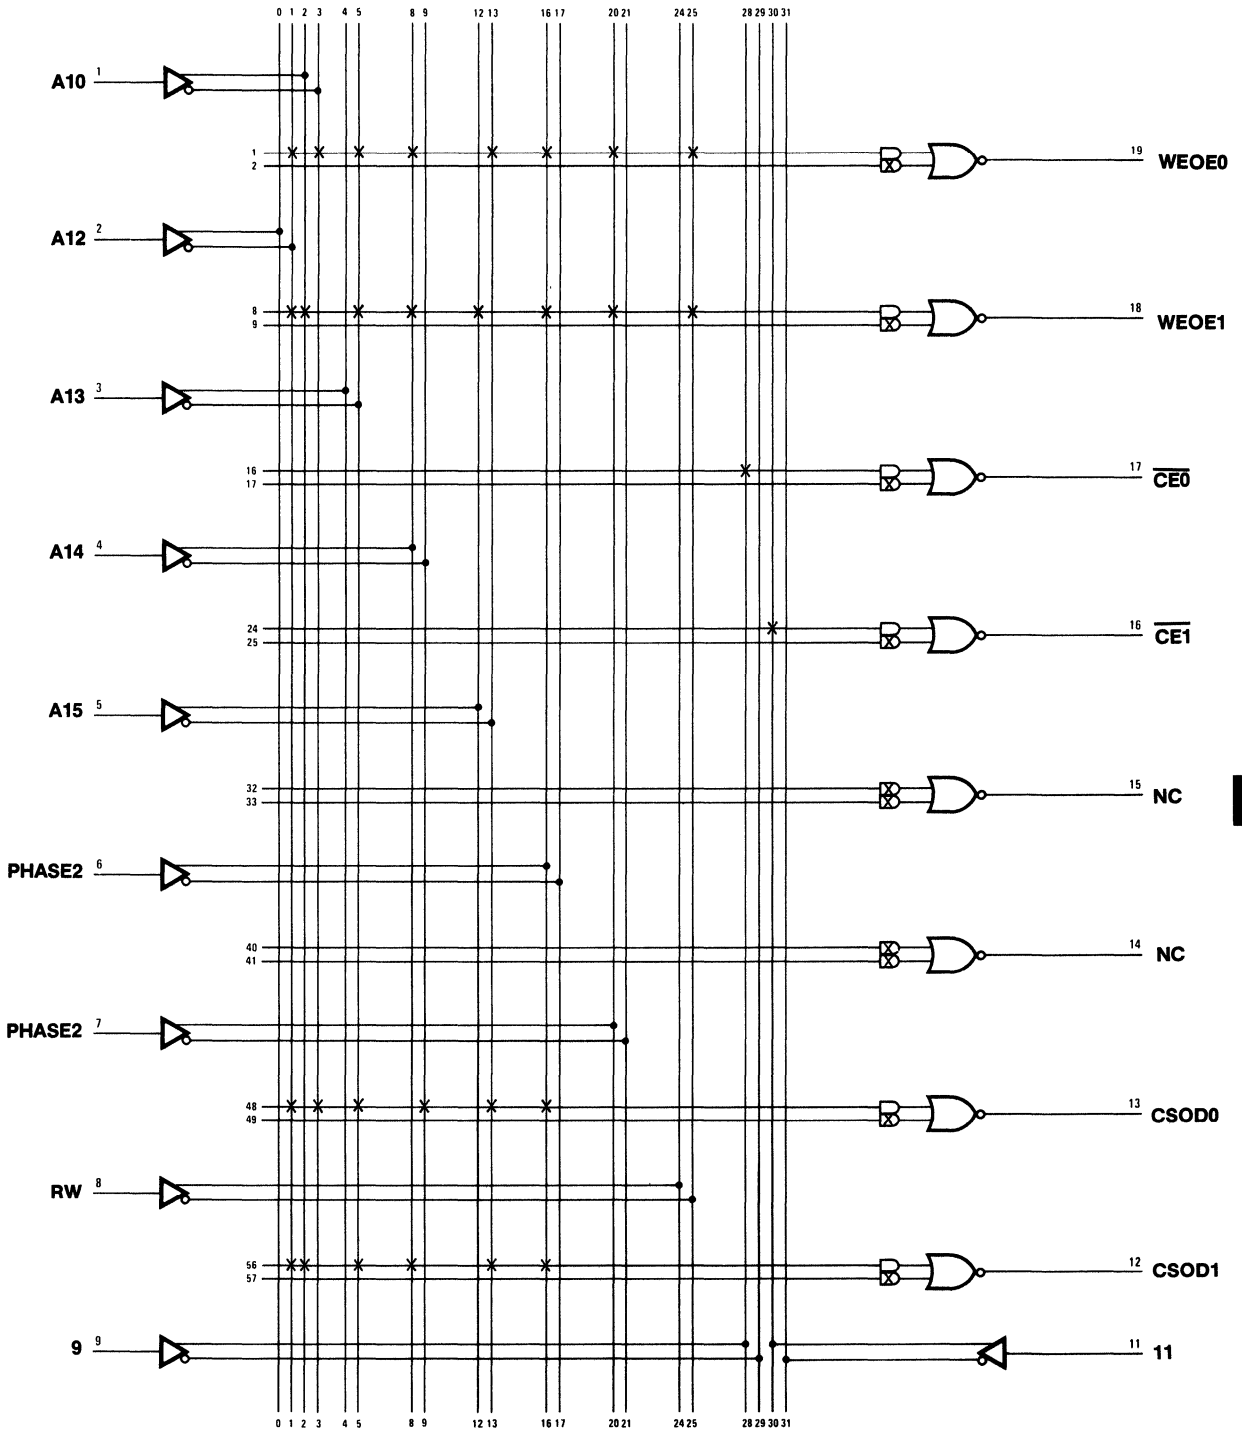 0 1 2 3 4 5 8 9 12 13 16 17 20 21 24 25 28 29 30 31
A10 1
1
2
19 WEOE0
A12 2
8
9
18 WEOE1
A13 3
16
17
17 CE0
A14 4
24
25
16 CE1
A15 5
32
33
15 NC
PHASE2 6
40
41
14 NC
PHASE2 7
48
49
13 CSOD0
RW 8
56
57
12 CSOD1
9 9
11 11
0 1 2 3 4 5 8 9 12 13 16 17 20 21 24 25 28 29 30 31